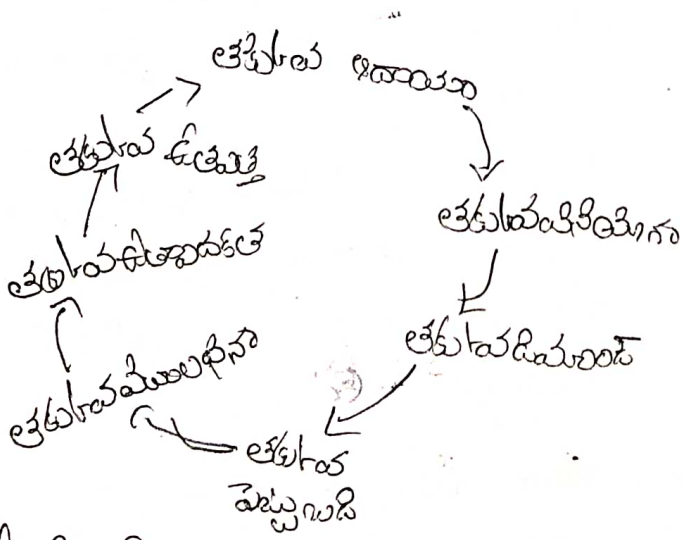 తక్కువ ఆదాయం
తక్కువ వినియోగం
తక్కువ డిమాండ్
తక్కువ
పెట్టుబడి
తక్కువ మూలధనా
తక్కువ ఉత్పాదకత
తక్కువ ఉత్పత్తి